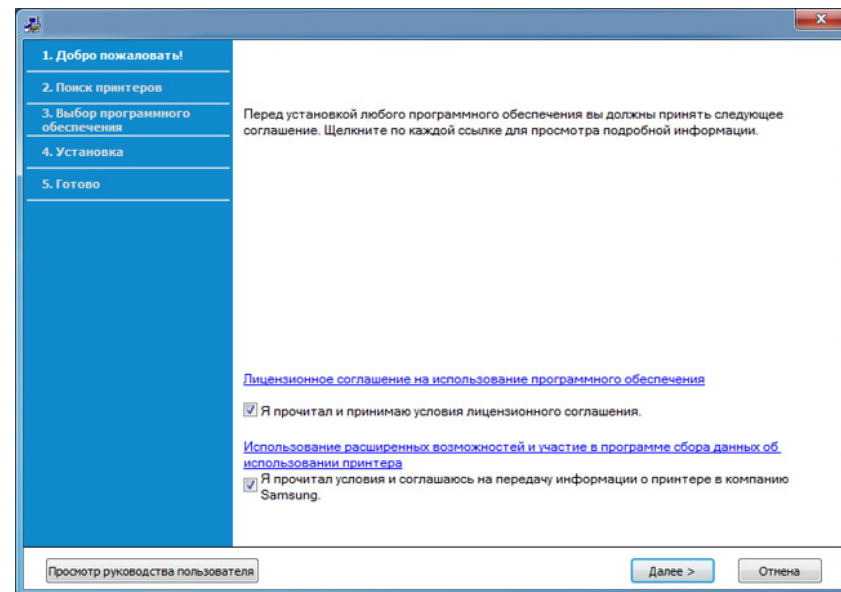 1. Добро пожаловать!
2. Поиск принтеров
3. Выбор программного
обеспечения
4. Установка
5. Готово
Перед установкой любого программного обеспечения вы должны принять следующее
соглашение. Щелкните по каждой ссылке для просмотра подробной информации.
Лицензионное соглашение на использование программного обеспечения
Я прочитал и принимаю условия лицензионного соглашения.
Использование расширенных возможностей и участие в программе сбора данных об
использовании принтера
Я прочитал условия и соглашаюсь на передачу информации о принтере в компанию
Samsung.
Просмотр руководства пользователя
Далее >
Отмена